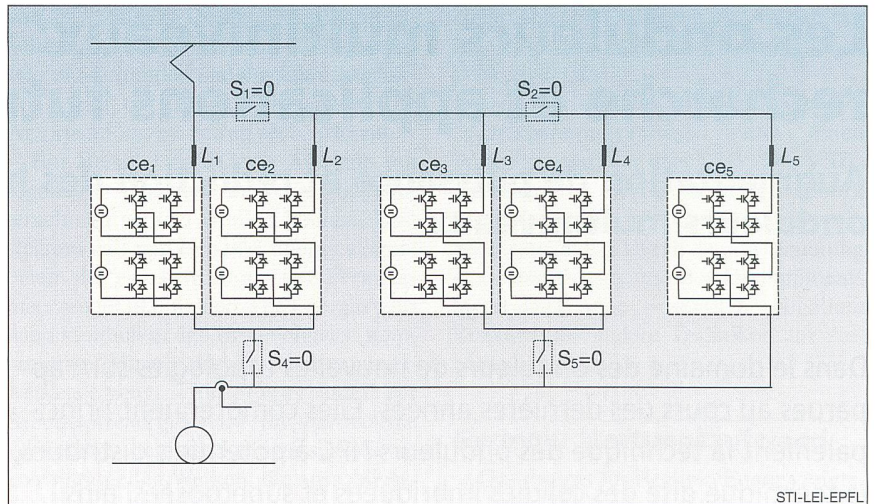 S₁=0
S₂=0
ce₁
L₁
ce₂
L₂
ce₃
L₃
ce₄
L₄
ce₅
L₅
S₄=0
S₅=0
STI-LEI-EPFL